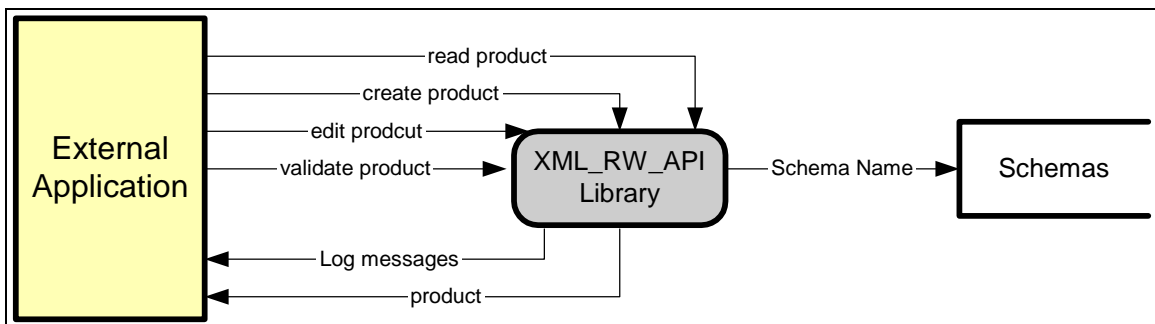 External
Application
read product
create product
edit prodcut
validate product
XML_RW_API
Library
Schema Name
Schemas
Log messages
product